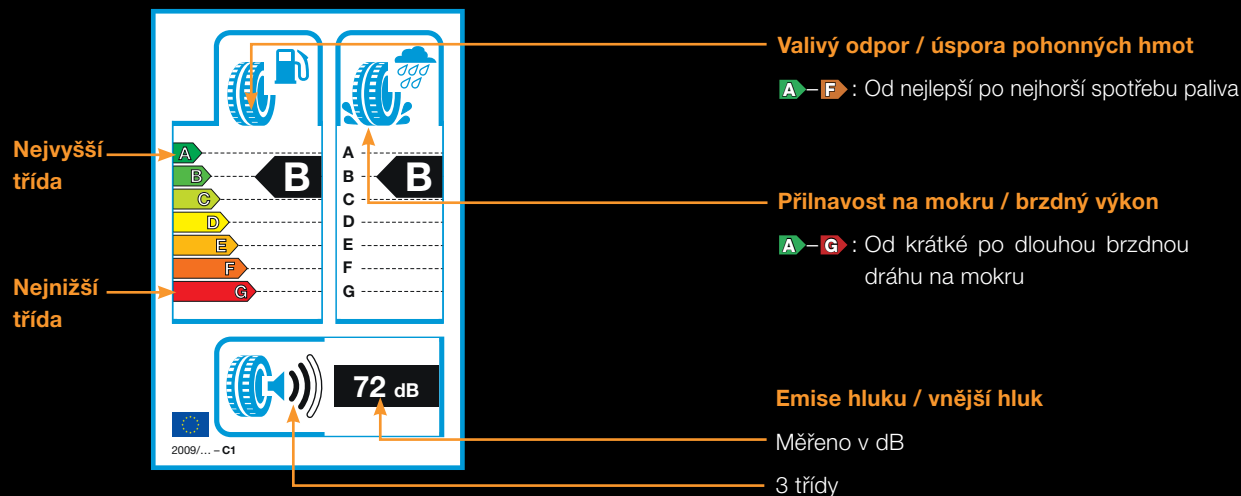 Nejvyšší
třída
Nejnižší
třída
A
B
C
D
E
F
G
B
A
B
C
D
E
F
G
B
72 dB
2009/... – C1
Valivý odpor / úspora pohonných hmot
A – F : Od nejlepší po nejhorší spotřebu paliva
Přilnavost na mokru / brzdný výkon
A – G : Od krátké po dlouhou brzdnou
dráhu na mokru
Emise hluku / vnější hluk
Měřeno v dB
3 třídy